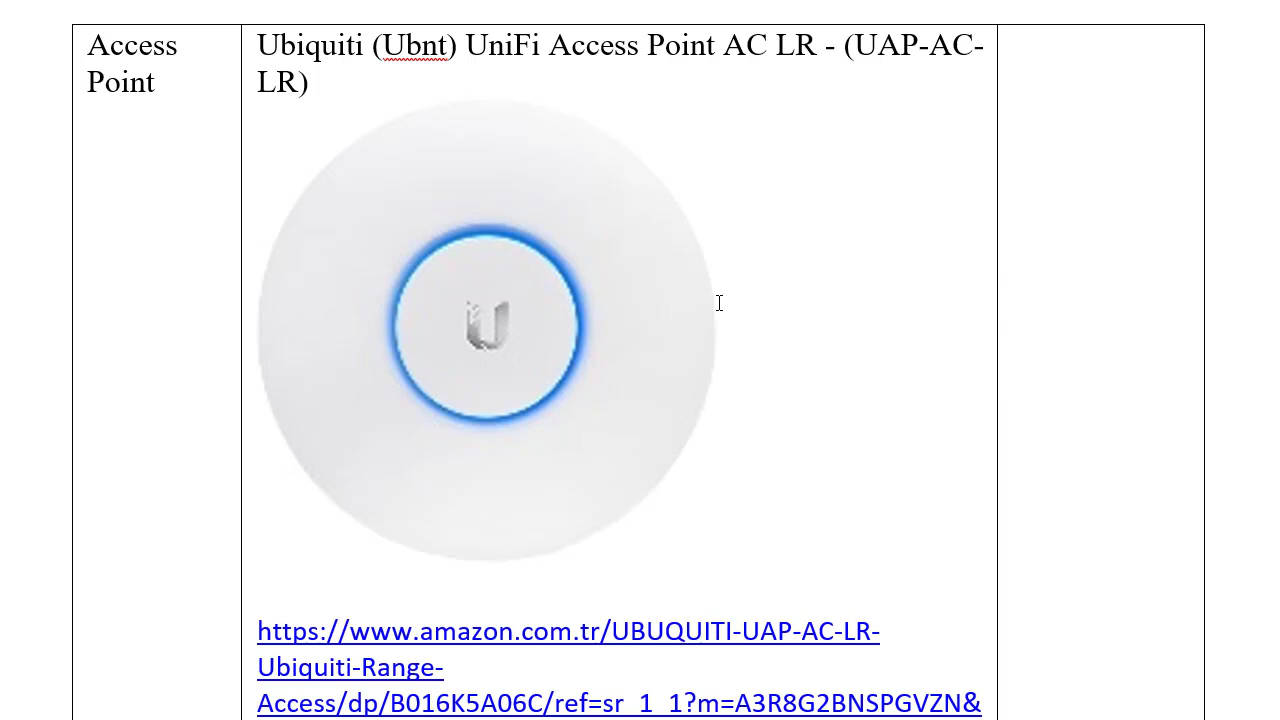 Access
Point
Ubiquiti (Ubnt) UniFi Access Point AC LR - (UAP-AC-
LR)
U
https://www.amazon.com.tr/UBUQUITI-UAP-AC-LR-
Ubiquiti-Range-
Access/dp/B016K5A06C/ref=sr_1_1?m=A3R8G2BNSPGVZN&